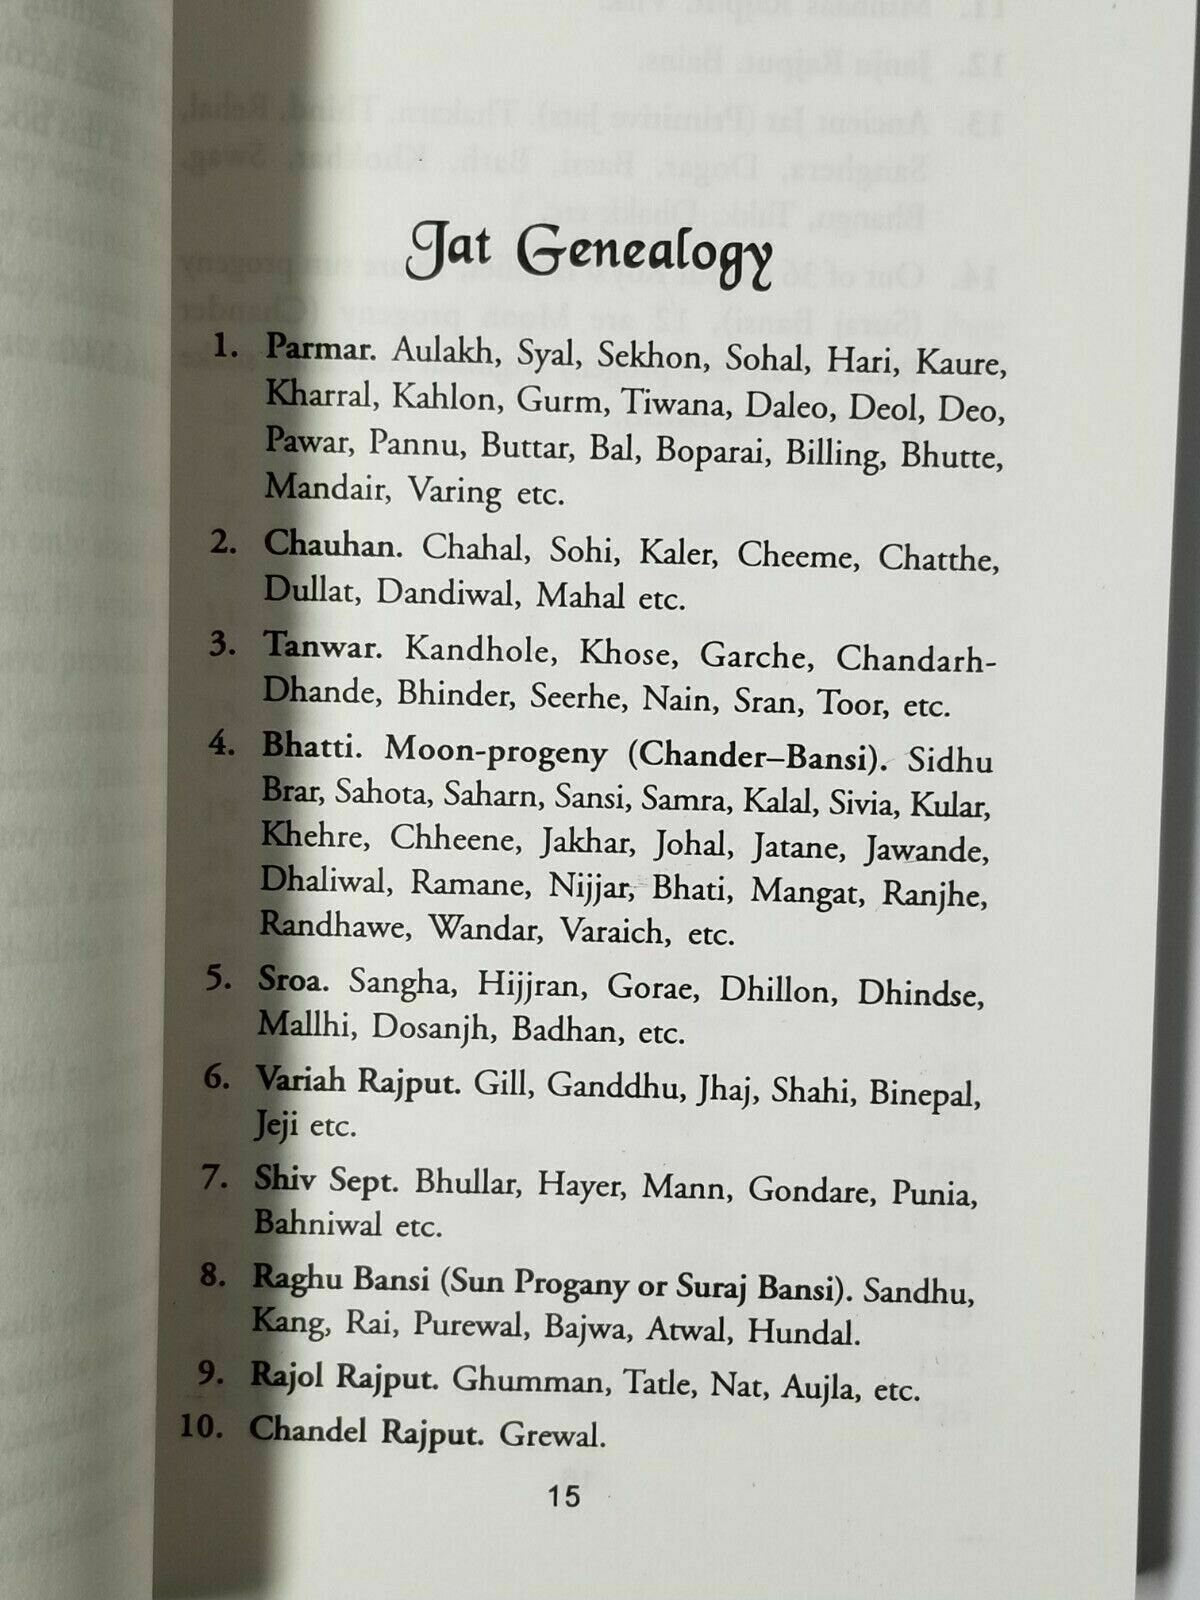 Jat Genealogy
1. Parmar. Aulakh, Syal, Sekhon, Sohal, Hari, Kaure,
Kharral, Kahlon, Gurm, Tiwana, Daleo, Deol, Deo,
Pawar, Pannu, Buttar, Bal, Boparai, Billing, Bhutte,
Mandair, Varing etc.
2. Chauhan. Chahal, Sohi, Kaler, Cheeme, Chatthe,
Dullat, Dandiwal, Mahal etc.
3. Tanwar. Kandhole, Khose, Garche, Chandarh-
Dhande, Bhinder, Seerhe, Nain, Sran, Toor, etc.
4. Bhatti. Moon-progeny (Chander–Bansi). Sidhu
Brar, Sahota, Saharn, Sansi, Samra, Kalal, Sivia, Kular,
Khehre, Chheene, Jakhar, Johal, Jatane, Jawande,
Dhaliwal, Ramane, Nijjar, Bhati, Mangat, Ranjhe,
Randhawe, Wandar, Varaich, etc.
5. Sroa. Sangha, Hijjran, Gorae, Dhillon, Dhindse,
Mallhi, Dosanjh, Badhan, etc.
6. Variah Rajput. Gill, Ganddhu, Jhaj, Shahi, Binepal,
Jeji etc.
7. Shiv Sept. Bhullar, Hayer, Mann, Gondare, Punia,
Bahniwal etc.
8. Raghu Bansi (Sun Progany or Suraj Bansi). Sandhu,
Kang, Rai, Purewal, Bajwa, Atwal, Hundal.
9. Rajol Rajput. Ghumman, Tatle, Nat, Aujla, etc.
10. Chandel Rajput. Grewal.
15